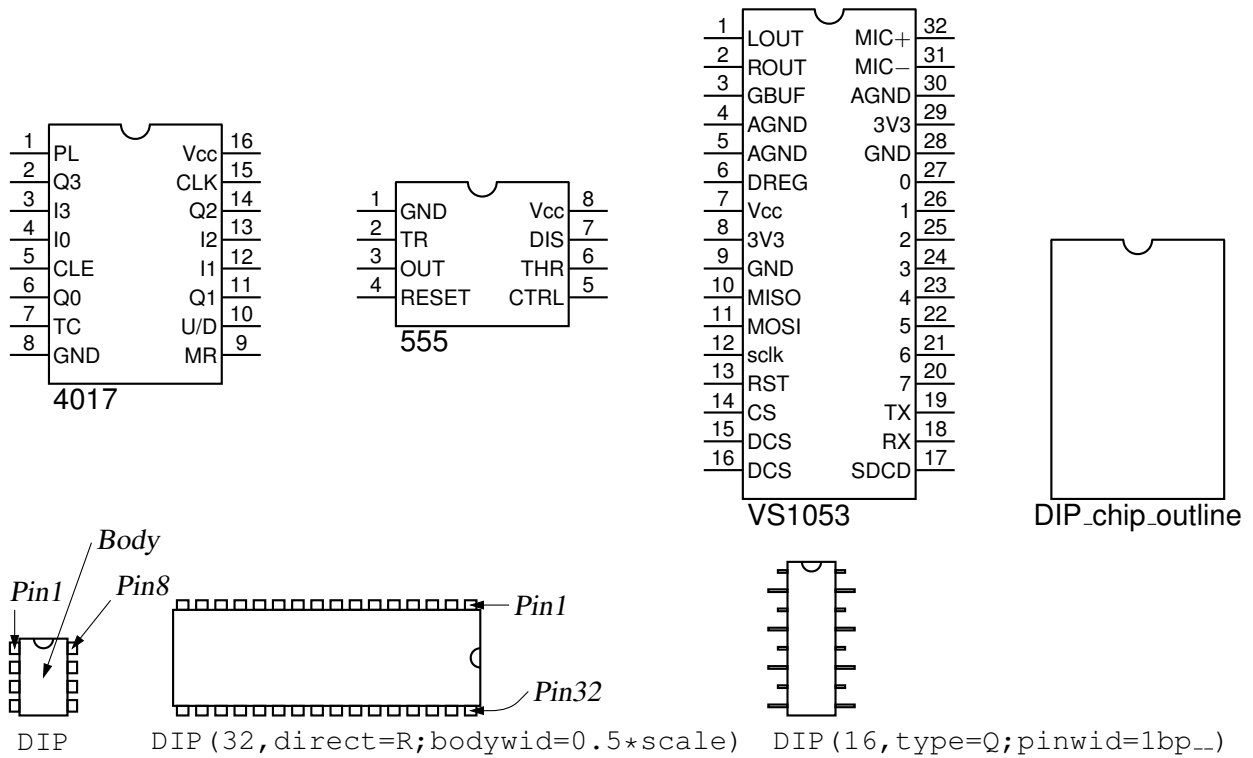 1 PL Vcc 16
2 Q3 CLK 15
3 I3 Q2 14
4 I0 I2 13
5 CLE I1 12
6 Q0 Q1 11
7 TC U/D 10
8 GND MR 9
4017
1 GND Vcc 8
2 TR DIS 7
3 OUT THR 6
4 RESET CTRL 5
555
1 LOUT MIC+ 32
2 ROUT MIC− 31
3 GBUF AGND 30
4 AGND 3V3 29
5 AGND GND 28
6 DREG 0 27
7 Vcc 1 26
8 3V3 2 25
9 GND 3 24
10 MISO 4 23
11 MOSI 5 22
12 sclk 6 21
13 RST 7 20
14 CS TX 19
15 DCS RX 18
16 DCS SDCD 17
VS1053
DIP_chip_outline
Body
Pin1 Pin8
DIP
Pin1
Pin32
DIP(32,direct=R;bodywid=0.5*scale)
DIP(16,type=Q;pinwid=1bp__)